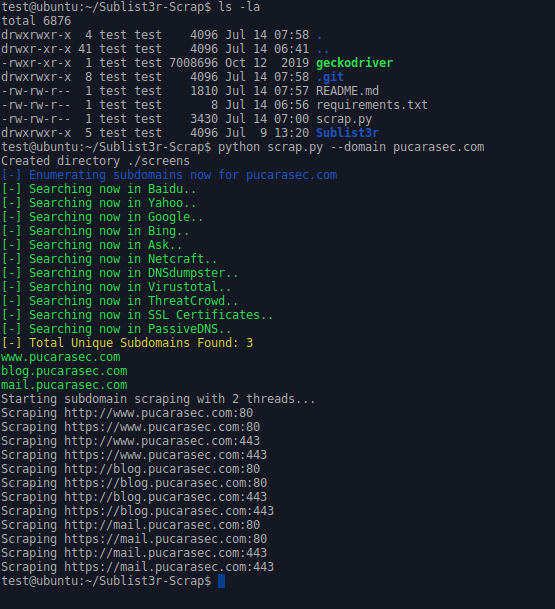 test@ubuntu:~/Sublist3r-Scrap$ ls -la
total 6876
drwxrwxr-x  4 test test    4096 Jul 14 07:58 .
drwxr-xr-x 41 test test    4096 Jul 14 06:41 ..
-rwxr-xr-x  1 test test 7008696 Oct 12  2019 geckodriver
drwxrwxr-x  8 test test    4096 Jul 14 07:58 .git
-rw-rw-r--  1 test test    1810 Jul 14 07:57 README.md
-rw-rw-r--  1 test test       8 Jul 14 06:56 requirements.txt
-rw-rw-r--  1 test test    3430 Jul 14 07:00 scrap.py
drwxrwxr-x  5 test test    4096 Jul  9 13:20 Sublist3r
test@ubuntu:~/Sublist3r-Scrap$ python scrap.py --domain pucarasec.com
Created directory ./screens
[-] Enumerating subdomains now for pucarasec.com
[-] Searching now in Baidu..
[-] Searching now in Yahoo..
[-] Searching now in Google..
[-] Searching now in Bing..
[-] Searching now in Ask..
[-] Searching now in Netcraft..
[-] Searching now in DNSdumpster..
[-] Searching now in Virustotal..
[-] Searching now in ThreatCrowd..
[-] Searching now in SSL Certificates..
[-] Searching now in PassiveDNS..
[-] Total Unique Subdomains Found: 3
www.pucarasec.com
blog.pucarasec.com
mail.pucarasec.com
Starting subdomain scraping with 2 threads...
Scraping http://www.pucarasec.com:80
Scraping https://www.pucarasec.com:80
Scraping http://www.pucarasec.com:443
Scraping https://www.pucarasec.com:443
Scraping http://blog.pucarasec.com:80
Scraping https://blog.pucarasec.com:80
Scraping http://blog.pucarasec.com:443
Scraping https://blog.pucarasec.com:443
Scraping http://mail.pucarasec.com:80
Scraping https://mail.pucarasec.com:80
Scraping http://mail.pucarasec.com:443
Scraping https://mail.pucarasec.com:443
test@ubuntu:~/Sublist3r-Scrap$